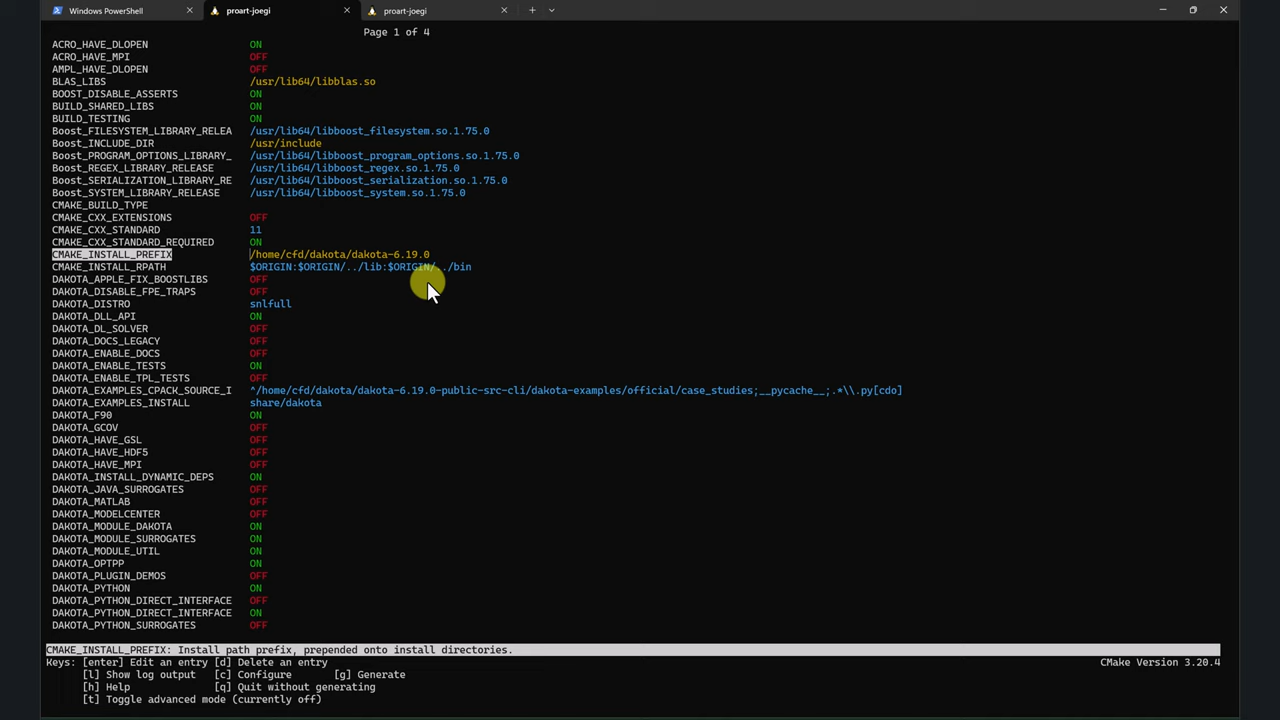 Windows PowerShell
proart-joegi
proart-joegi
Page 1 of 4
ACRO_HAVE_DLOPEN ON
ACRO_HAVE_MPI OFF
AMPL_HAVE_DLOPEN OFF
BLAS_LIBS /usr/lib64/libblas.so
BOOST_DISABLE_ASSERTS ON
BUILD_SHARED_LIBS ON
BUILD_TESTING ON
Boost_FILESYSTEM_LIBRARY_RELEA /usr/lib64/libboost_filesystem.so.1.75.0
Boost_INCLUDE_DIR /usr/include
Boost_PROGRAM_OPTIONS_LIBRARY_ /usr/lib64/libboost_program_options.so.1.75.0
Boost_REGEX_LIBRARY_RELEASE /usr/lib64/libboost_regex.so.1.75.0
Boost_SERIALIZATION_LIBRARY_RE /usr/lib64/libboost_serialization.so.1.75.0
Boost_SYSTEM_LIBRARY_RELEASE /usr/lib64/libboost_system.so.1.75.0
CMAKE_BUILD_TYPE
CMAKE_CXX_EXTENSIONS OFF
CMAKE_CXX_STANDARD 11
CMAKE_CXX_STANDARD_REQUIRED ON
CMAKE_INSTALL_PREFIX /home/cfd/dakota/dakota-6.19.0
CMAKE_INSTALL_RPATH $ORIGIN:$ORIGIN/../lib:$ORIGIN/../bin
DAKOTA_APPLE_FIX_BOOSTLIBS OFF
DAKOTA_DISABLE_FPE_TRAPS OFF
DAKOTA_DISTRO snlfull
DAKOTA_DLL_API ON
DAKOTA_DL_SOLVER OFF
DAKOTA_DOCS_LEGACY OFF
DAKOTA_ENABLE_DOCS OFF
DAKOTA_ENABLE_TESTS ON
DAKOTA_ENABLE_TPL_TESTS OFF
DAKOTA_EXAMPLES_CPACK_SOURCE_I ^/home/cfd/dakota/dakota-6.19.0-public-src-cli/dakota-examples/official/case_studies;__pycache__;.*\\.py[cdo]
DAKOTA_EXAMPLES_INSTALL share/dakota
DAKOTA_F90 ON
DAKOTA_GCOV OFF
DAKOTA_HAVE_GSL OFF
DAKOTA_HAVE_HDF5 OFF
DAKOTA_HAVE_MPI OFF
DAKOTA_INSTALL_DYNAMIC_DEPS ON
DAKOTA_JAVA_SURROGATES OFF
DAKOTA_MATLAB OFF
DAKOTA_MODELCENTER OFF
DAKOTA_MODULE_DAKOTA ON
DAKOTA_MODULE_SURROGATES ON
DAKOTA_MODULE_UTIL ON
DAKOTA_OPTPP ON
DAKOTA_PLUGIN_DEMOS OFF
DAKOTA_PYTHON ON
DAKOTA_PYTHON_DIRECT_INTERFACE OFF
DAKOTA_PYTHON_DIRECT_INTERFACE ON
DAKOTA_PYTHON_SURROGATES OFF
CMAKE_INSTALL_PREFIX: Install path prefix, prepended onto install directories.
Keys: [enter] Edit an entry [d] Delete an entry CMake Version 3.20.4
[l] Show log output [c] Configure [g] Generate
[h] Help [q] Quit without generating
[t] Toggle advanced mode (currently off)